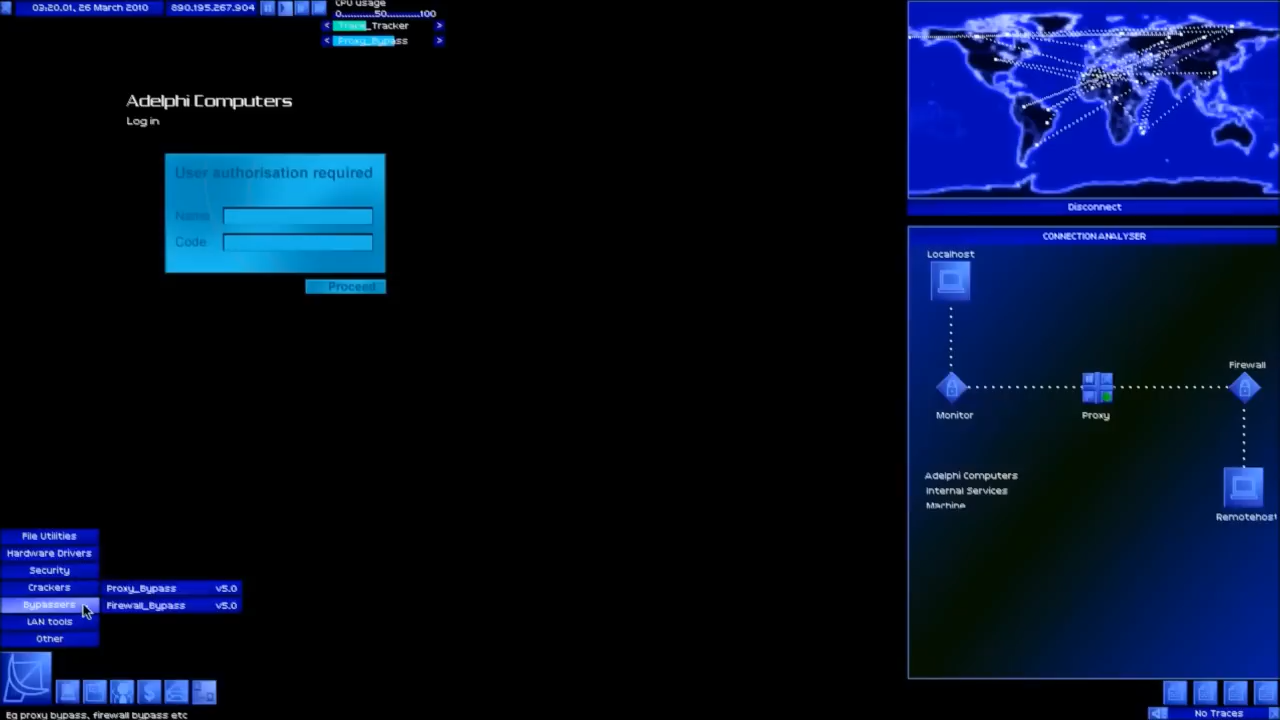 03:20.01, 26 March 2010
890.195.267.904
CPU usage
0.........50.........100
Trace_Tracker
Proxy_Bypass
Adelphi Computers
Log in
User authorisation required
Name
Code
Proceed
Disconnect
CONNECTION ANALYSER
Localhost
Firewall
Monitor
Proxy
Adelphi Computers
Internal Services
Machine
Remotehost
File Utilities
Hardware Drivers
Security
Crackers
Proxy_Bypass v5.0
Bypassers
Firewall_Bypass v5.0
LAN tools
Other
Eg proxy bypass, firewall bypass etc
No Traces